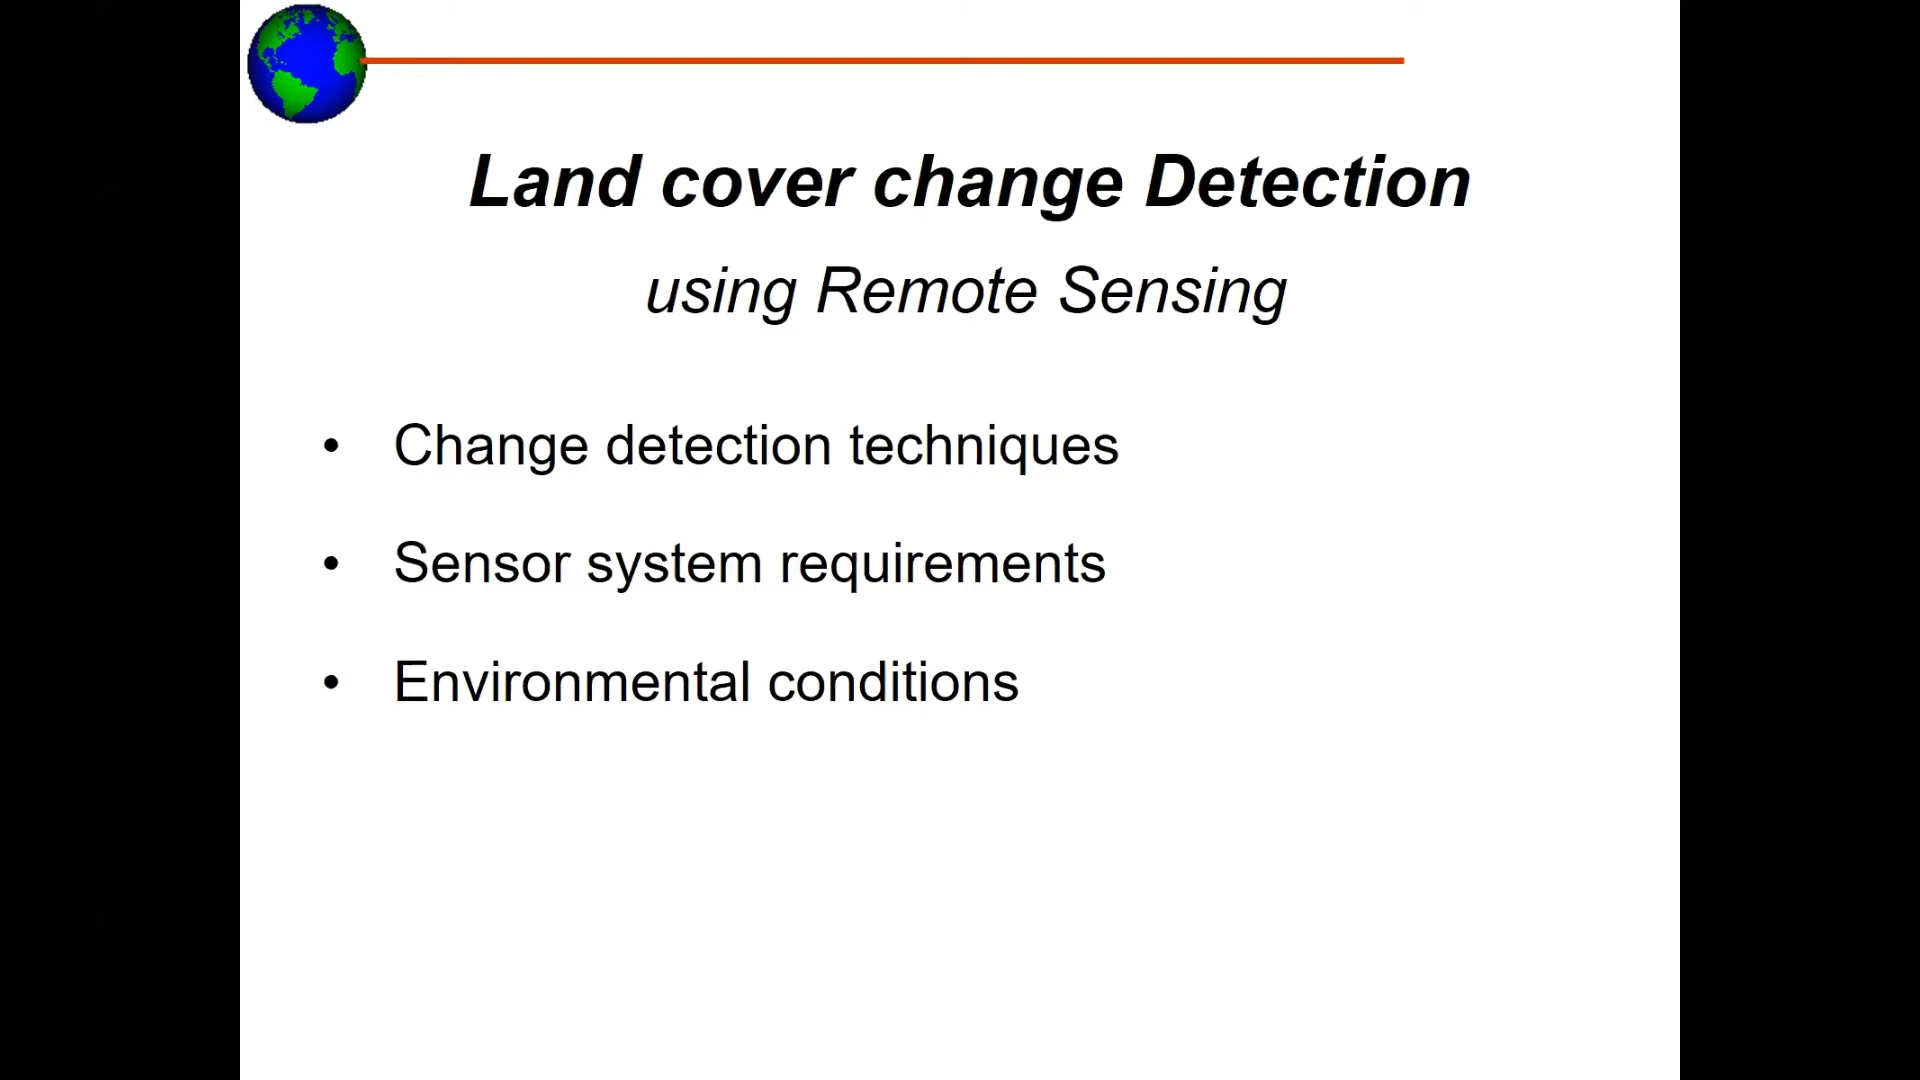 Land cover change Detection
using Remote Sensing
• Change detection techniques
• Sensor system requirements
• Environmental conditions